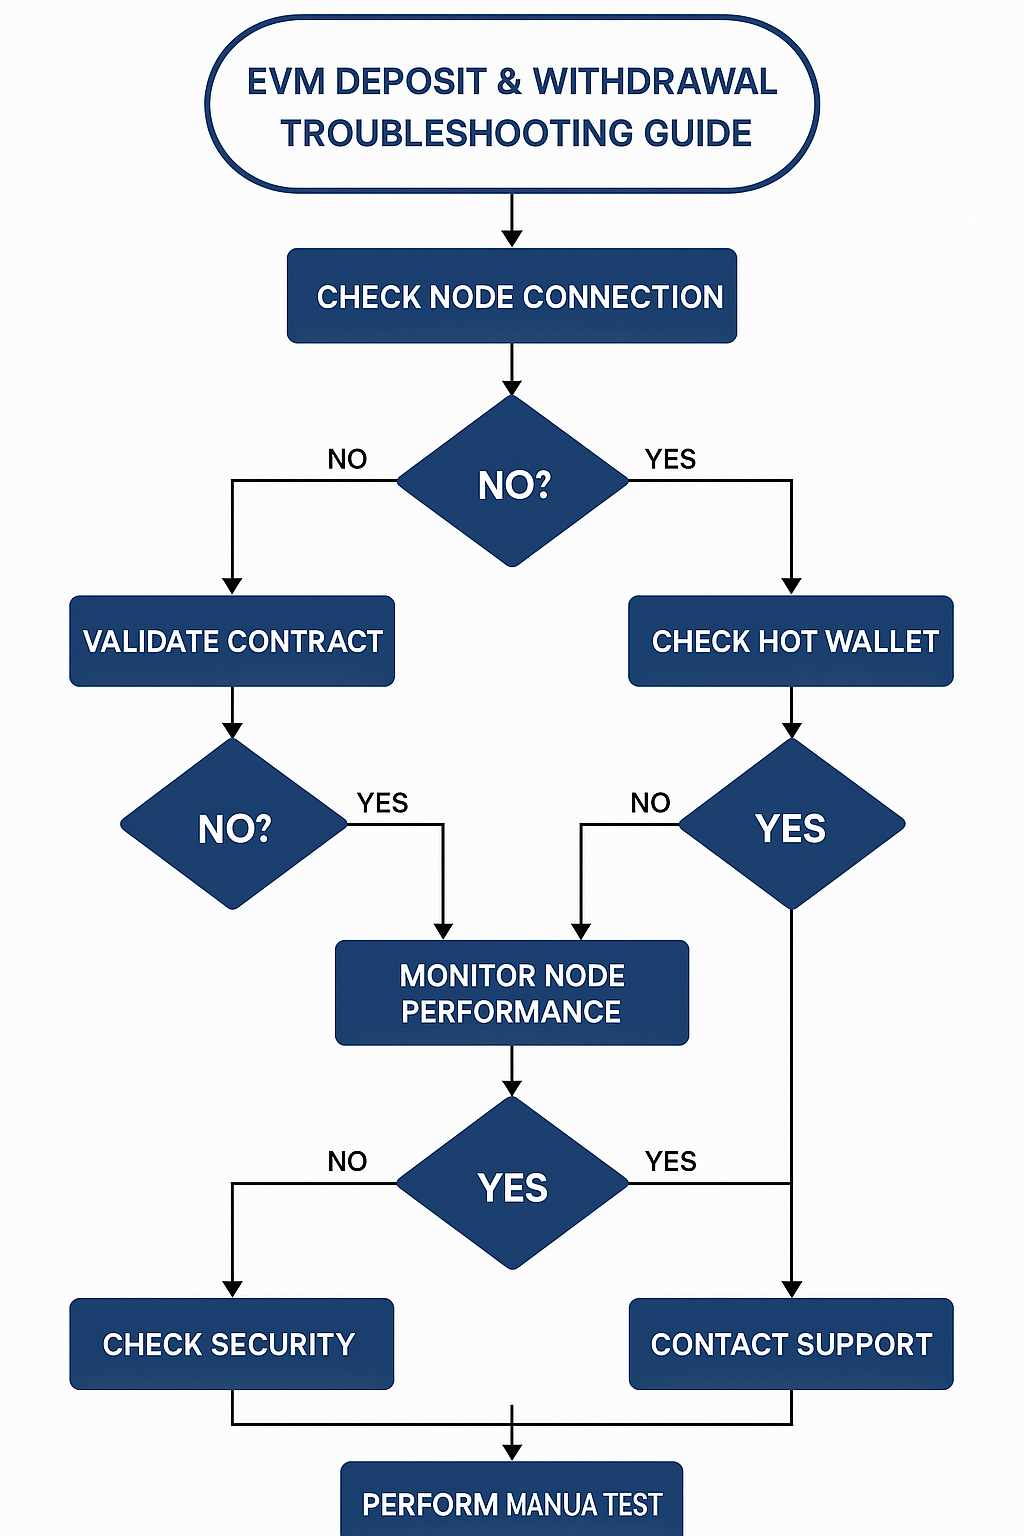 EVM DEPOSIT & WITHDRAWAL
TROUBLESHOOTING GUIDE
CHECK NODE CONNECTION
NO
NO?
YES
VALIDATE CONTRACT
CHECK HOT WALLET
NO?
YES
NO
YES
MONITOR NODE
PERFORMANCE
NO
YES
YES
CHECK SECURITY
CONTACT SUPPORT
PERFORM MANUA TEST